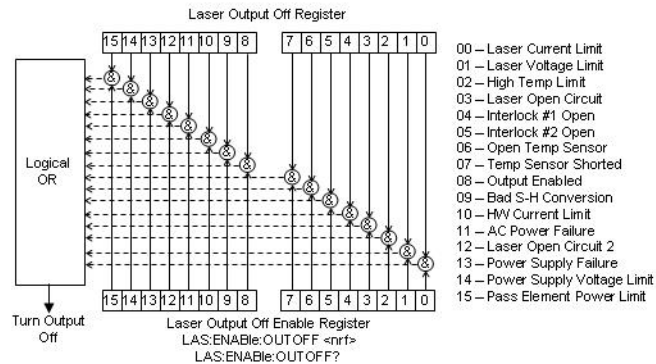 Laser Output Off Register
15 14 13 12 11 10 9 8 7 6 5 4 3 2 1 0
& & & & & & & & & & & & & & & &
Logical
OR
Turn Output
Off
15 14 13 12 11 10 9 8 7 6 5 4 3 2 1 0
Laser Output Off Enable Register
LAS:ENABle:OUTOFF <nrf>
LAS:ENABle:OUTOFF?
00 – Laser Current Limit
01 – Laser Voltage Limit
02 – High Temp Limit
03 – Laser Open Circuit
04 – Interlock #1 Open
05 – Interlock #2 Open
06 – Open Temp Sensor
07 – Temp Sensor Shorted
08 – Output Enabled
09 – Bad S-H Conversion
10 – HW Current Limit
11 – AC Power Failure
12 – Laser Open Circuit 2
13 – Power Supply Failure
14 – Power Supply Voltage Limit
15 – Pass Element Power Limit